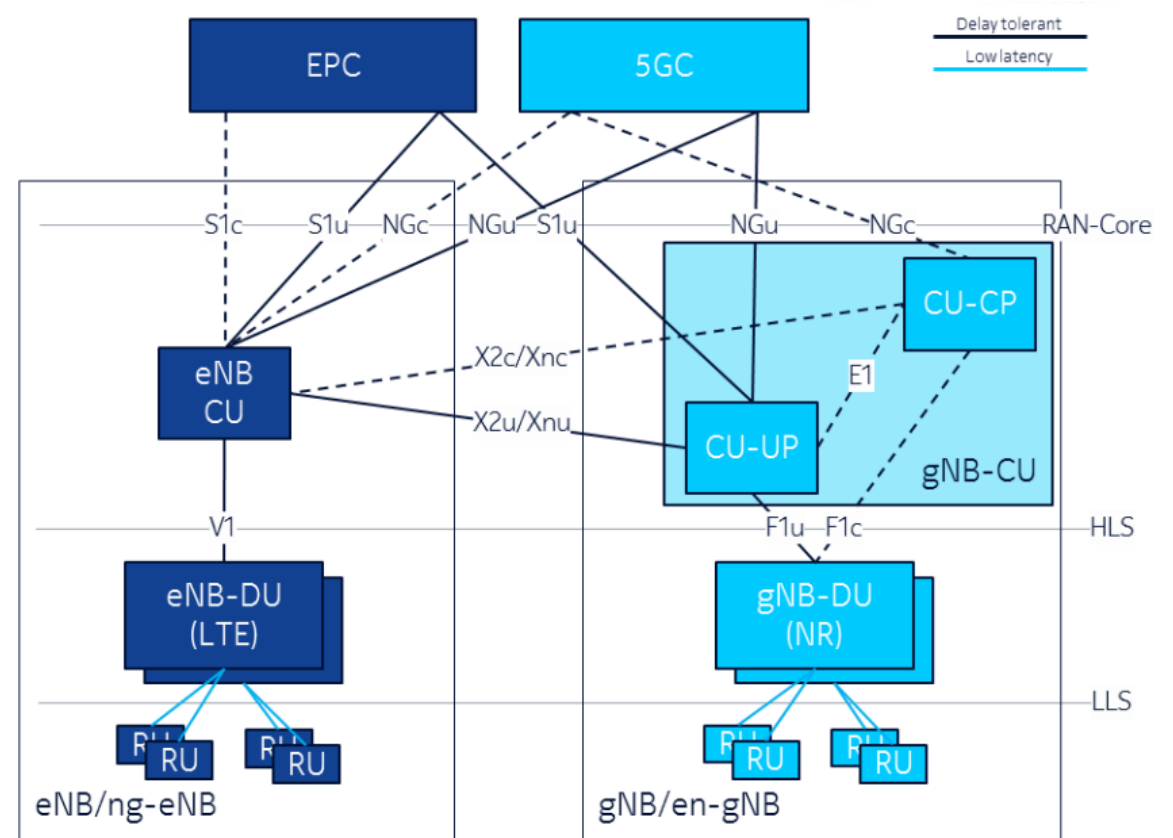 Delay tolerant
Low latency
EPC
5GC
S1c
S1u
NGc
NGu
S1u
NGu
NGc
RAN-Core
CU-CP
X2c/Xnc
E1
eNB
CU
X2u/Xnu
CU-UP
gNB-CU
V1
F1u
F1c
HLS
eNB-DU
(LTE)
gNB-DU
(NR)
LLS
RU
RU
RU
RU
RU
RU
RU
RU
eNB/ng-eNB
gNB/en-gNB